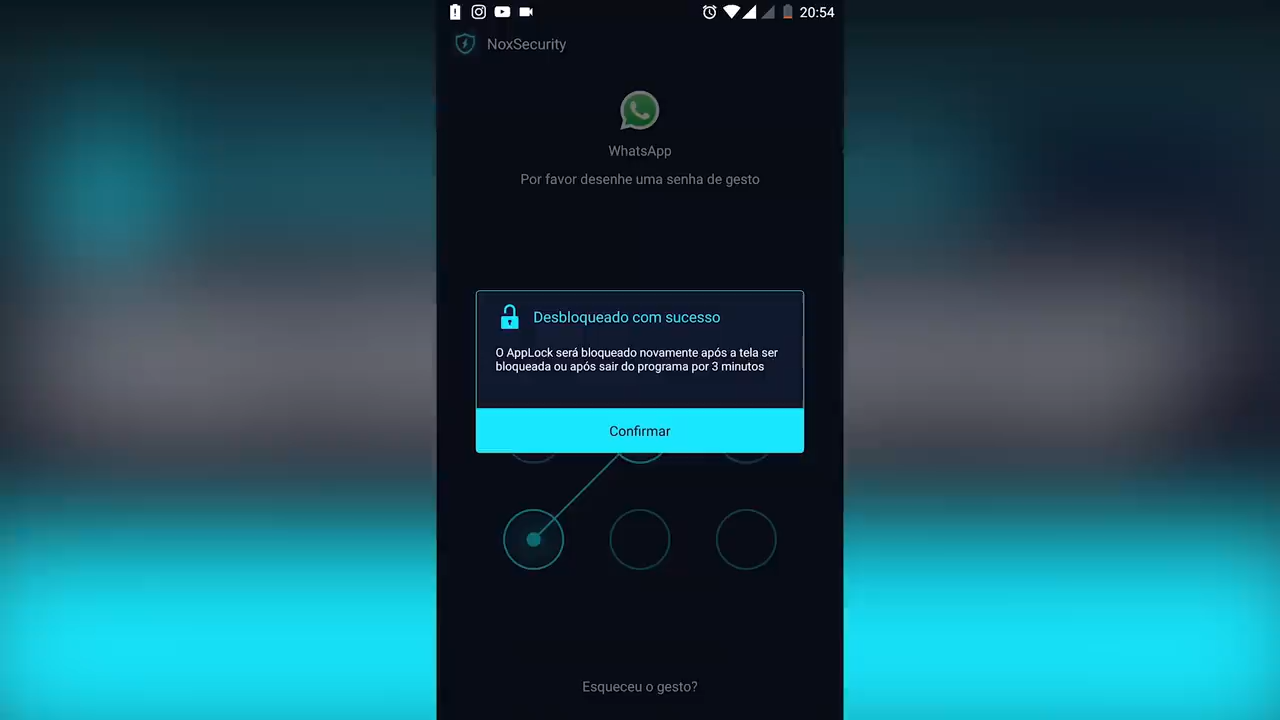 20:54
NoxSecurity
WhatsApp
Por favor desenhe uma senha de gesto
Desbloqueado com sucesso
O AppLock será bloqueado novamente após a tela ser
bloqueada ou após sair do programa por 3 minutos
Confirmar
Esqueceu o gesto?